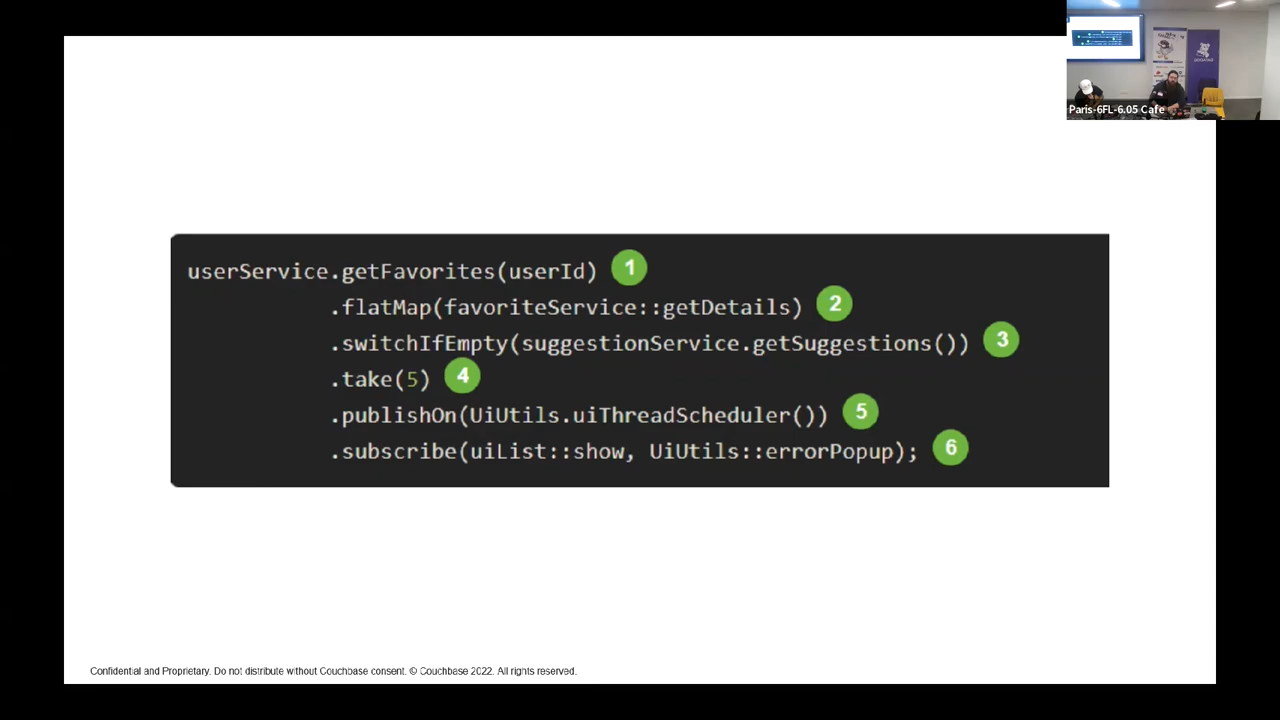 userService.getFavorites(userId) 1
.flatMap(favoriteService::getDetails) 2
.switchIfEmpty(suggestionService.getSuggestions()) 3
.take(5) 4
.publishOn(UiUtils.uiThreadScheduler()) 5
.subscribe(uiList::show, UiUtils::errorPopup); 6
Paris-6FL-6.05 Cafe
Confidential and Proprietary. Do not distribute without Couchbase consent. © Couchbase 2022. All rights reserved.